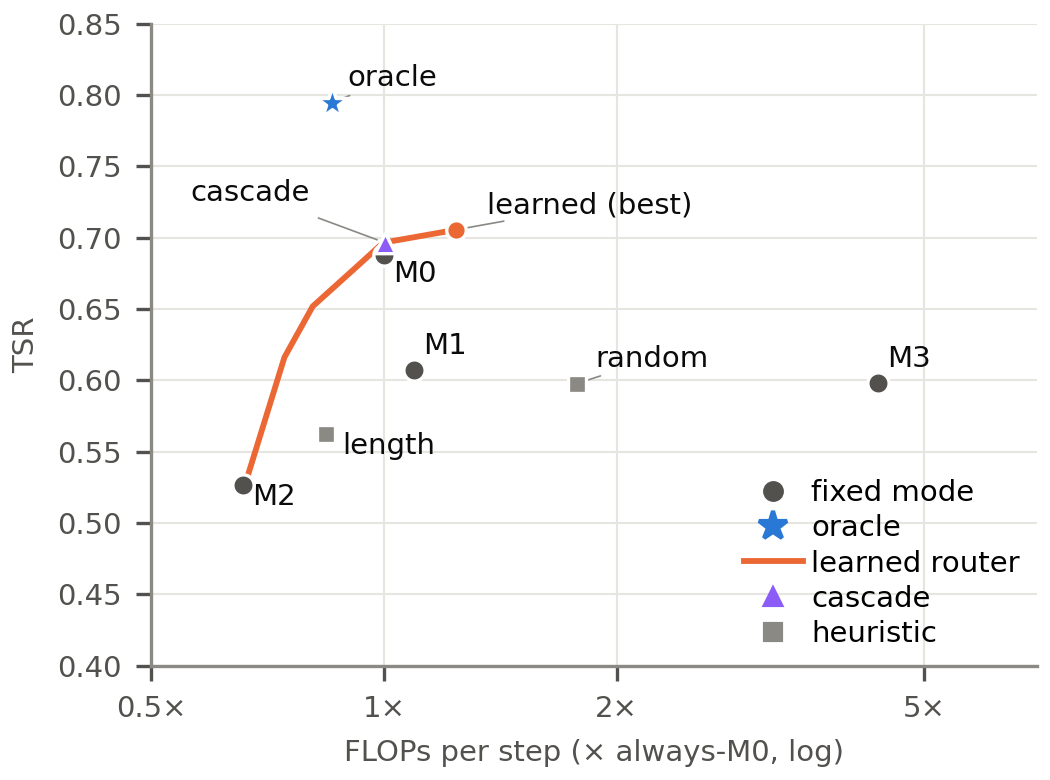 0.85
0.80
0.75
0.70
0.65
0.60
0.55
0.50
0.45
0.40
TSR
oracle
cascade
learned (best)
M0
M1
random
M3
length
M2
fixed mode
oracle
learned router
cascade
heuristic
0.5×
1×
2×
5×
FLOPs per step (× always-M0, log)